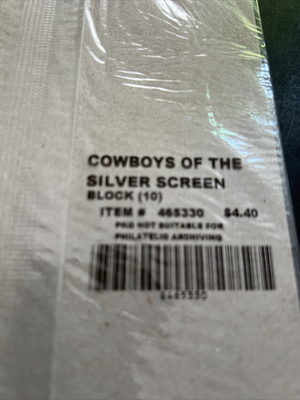 COWBOYS OF THE
SILVER SCREEN
BLOCK (10)
ITEM # 465330 $4.40
PKG NOT SUITABLE FOR
PHILATELIC ARCHIVING